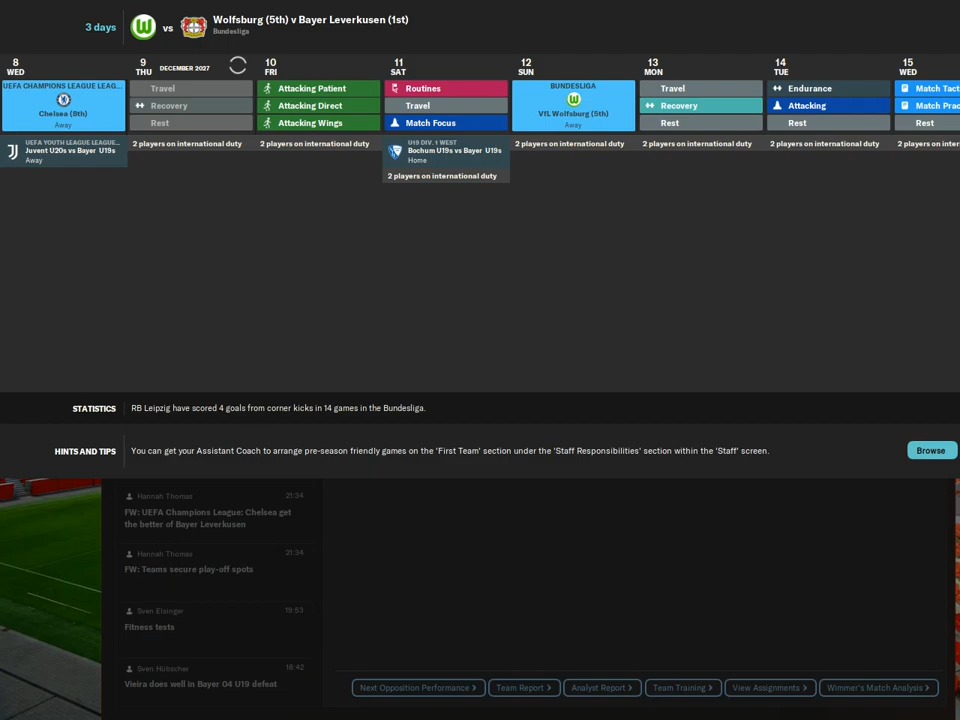 3 days
vs
Wolfsburg (5th) v Bayer Leverkusen (1st)
Bundesliga
8
WED
9
THU
DECEMBER 2027
10
FRI
11
SAT
12
SUN
13
MON
14
TUE
15
WED
UEFA CHAMPIONS LEAGUE LEAG...
Chelsea (8th)
Away
Travel
Recovery
Rest
Attacking Patient
Attacking Direct
Attacking Wings
Routines
Travel
Match Focus
BUNDESLIGA
VfL Wolfsburg (5th)
Away
Travel
Recovery
Rest
Endurance
Attacking
Rest
Match Tact
Match Prac
Rest
UEFA YOUTH LEAGUE LEAGUE...
Juvent U20s vs Bayer U19s
Away
2 players on international duty
2 players on international duty
U19 DIV. 1 WEST
Bochum U19s vs Bayer U19s
Home
2 players on international duty
2 players on international duty
2 players on international duty
2 players on international duty
2 players on inter
STATISTICS
RB Leipzig have scored 4 goals from corner kicks in 14 games in the Bundesliga.
HINTS AND TIPS
You can get your Assistant Coach to arrange pre-season friendly games on the 'First Team' section under the 'Staff Responsibilities' section within the 'Staff' screen.
Browse
Hannah Thomas
21:34
FW: UEFA Champions League: Chelsea get
the better of Bayer Leverkusen
Hannah Thomas
21:34
FW: Teams secure play-off spots
Sven Elsinger
19:53
Fitness tests
Sven Hübscher
18:42
Vieira does well in Bayer 04 U19 defeat
Next Opposition Performance >
Team Report >
Analyst Report >
Team Training >
View Assignments >
Wimmer's Match Analysis >